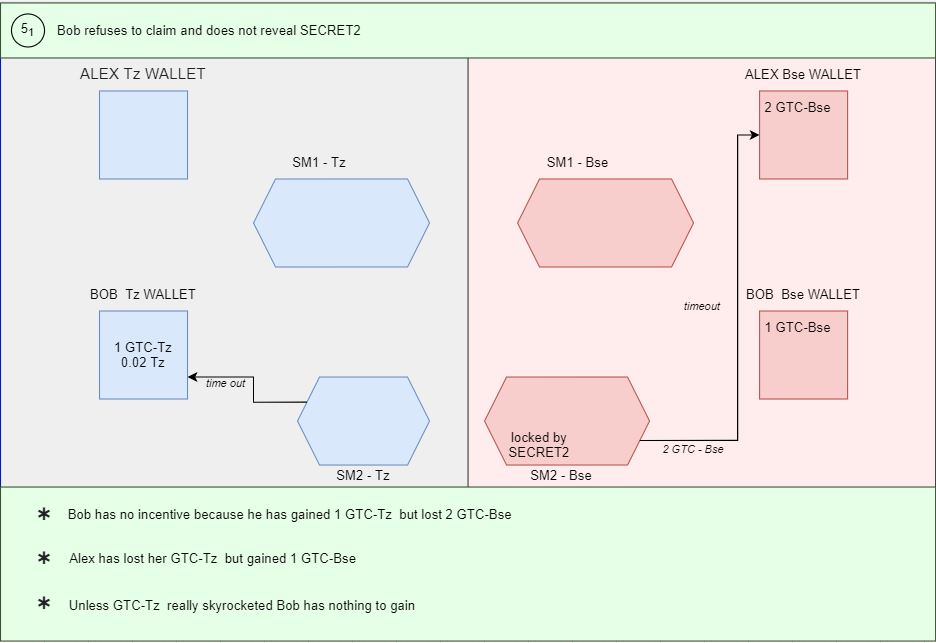 5₁ Bob refuses to claim and does not reveal SECRET2
ALEX Tz WALLET
ALEX Bse WALLET
2 GTC-Bse
SM1 - Tz
SM1 - Bse
BOB Tz WALLET
timeout
BOB Bse WALLET
1 GTC-Tz
0.02 Tz
1 GTC-Bse
time out
locked by
SECRET2
2 GTC - Bse
SM2 - Tz
SM2 - Bse
* Bob has no incentive because he has gained 1 GTC-Tz but lost 2 GTC-Bse
* Alex has lost her GTC-Tz but gained 1 GTC-Bse
* Unless GTC-Tz really skyrocketed Bob has nothing to gain